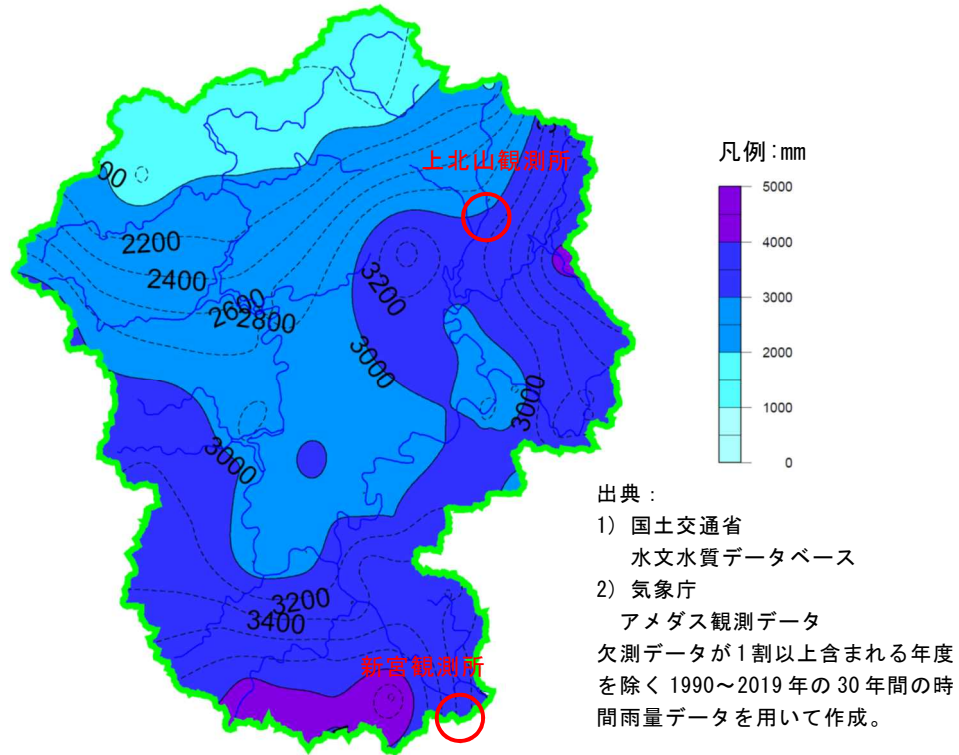 上北山観測所
00
2200
2400
2600
2800
3200
3000
3000
3000
3200
3400
新宮観測所
凡例:mm
5000
4000
3000
2000
1000
0
出典：
1) 国土交通省
水文水質データベース
2) 気象庁
アメダス観測データ
欠測データが1割以上含まれる年度
を除く1990～2019年の30年間の時
間雨量データを用いて作成。